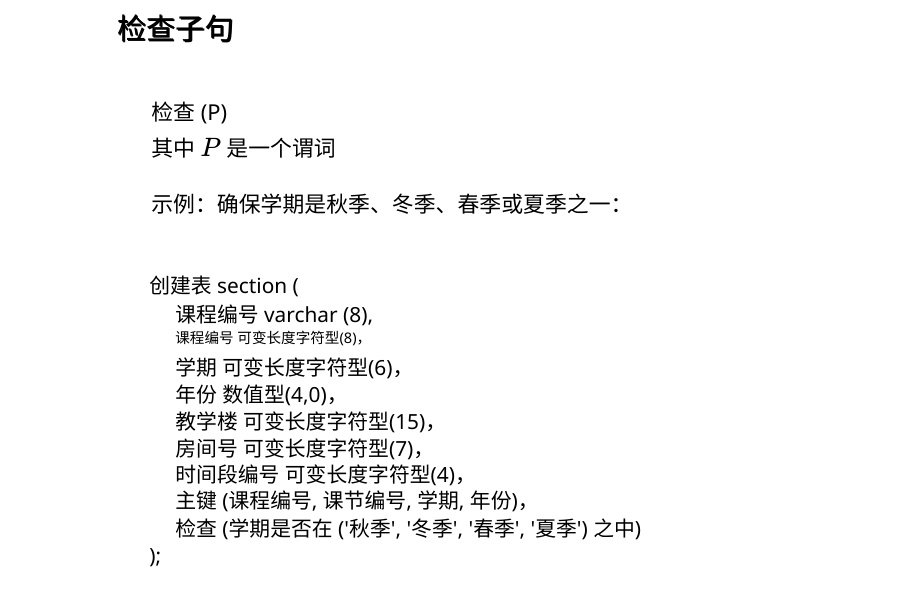 检查子句
检查 (P)
其中 P 是一个谓词
示例：确保学期是秋季、冬季、春季或夏季之一：
创建表 section (
课程编号 varchar (8),
课程编号 可变长度字符型(8)，
学期 可变长度字符型(6)，
年份 数值型(4,0)，
教学楼 可变长度字符型(15)，
房间号 可变长度字符型(7)，
时间段编号 可变长度字符型(4)，
主键 (课程编号, 课节编号, 学期, 年份)，
检查 (学期是否在 ('秋季', '冬季', '春季', '夏季') 之中)
);